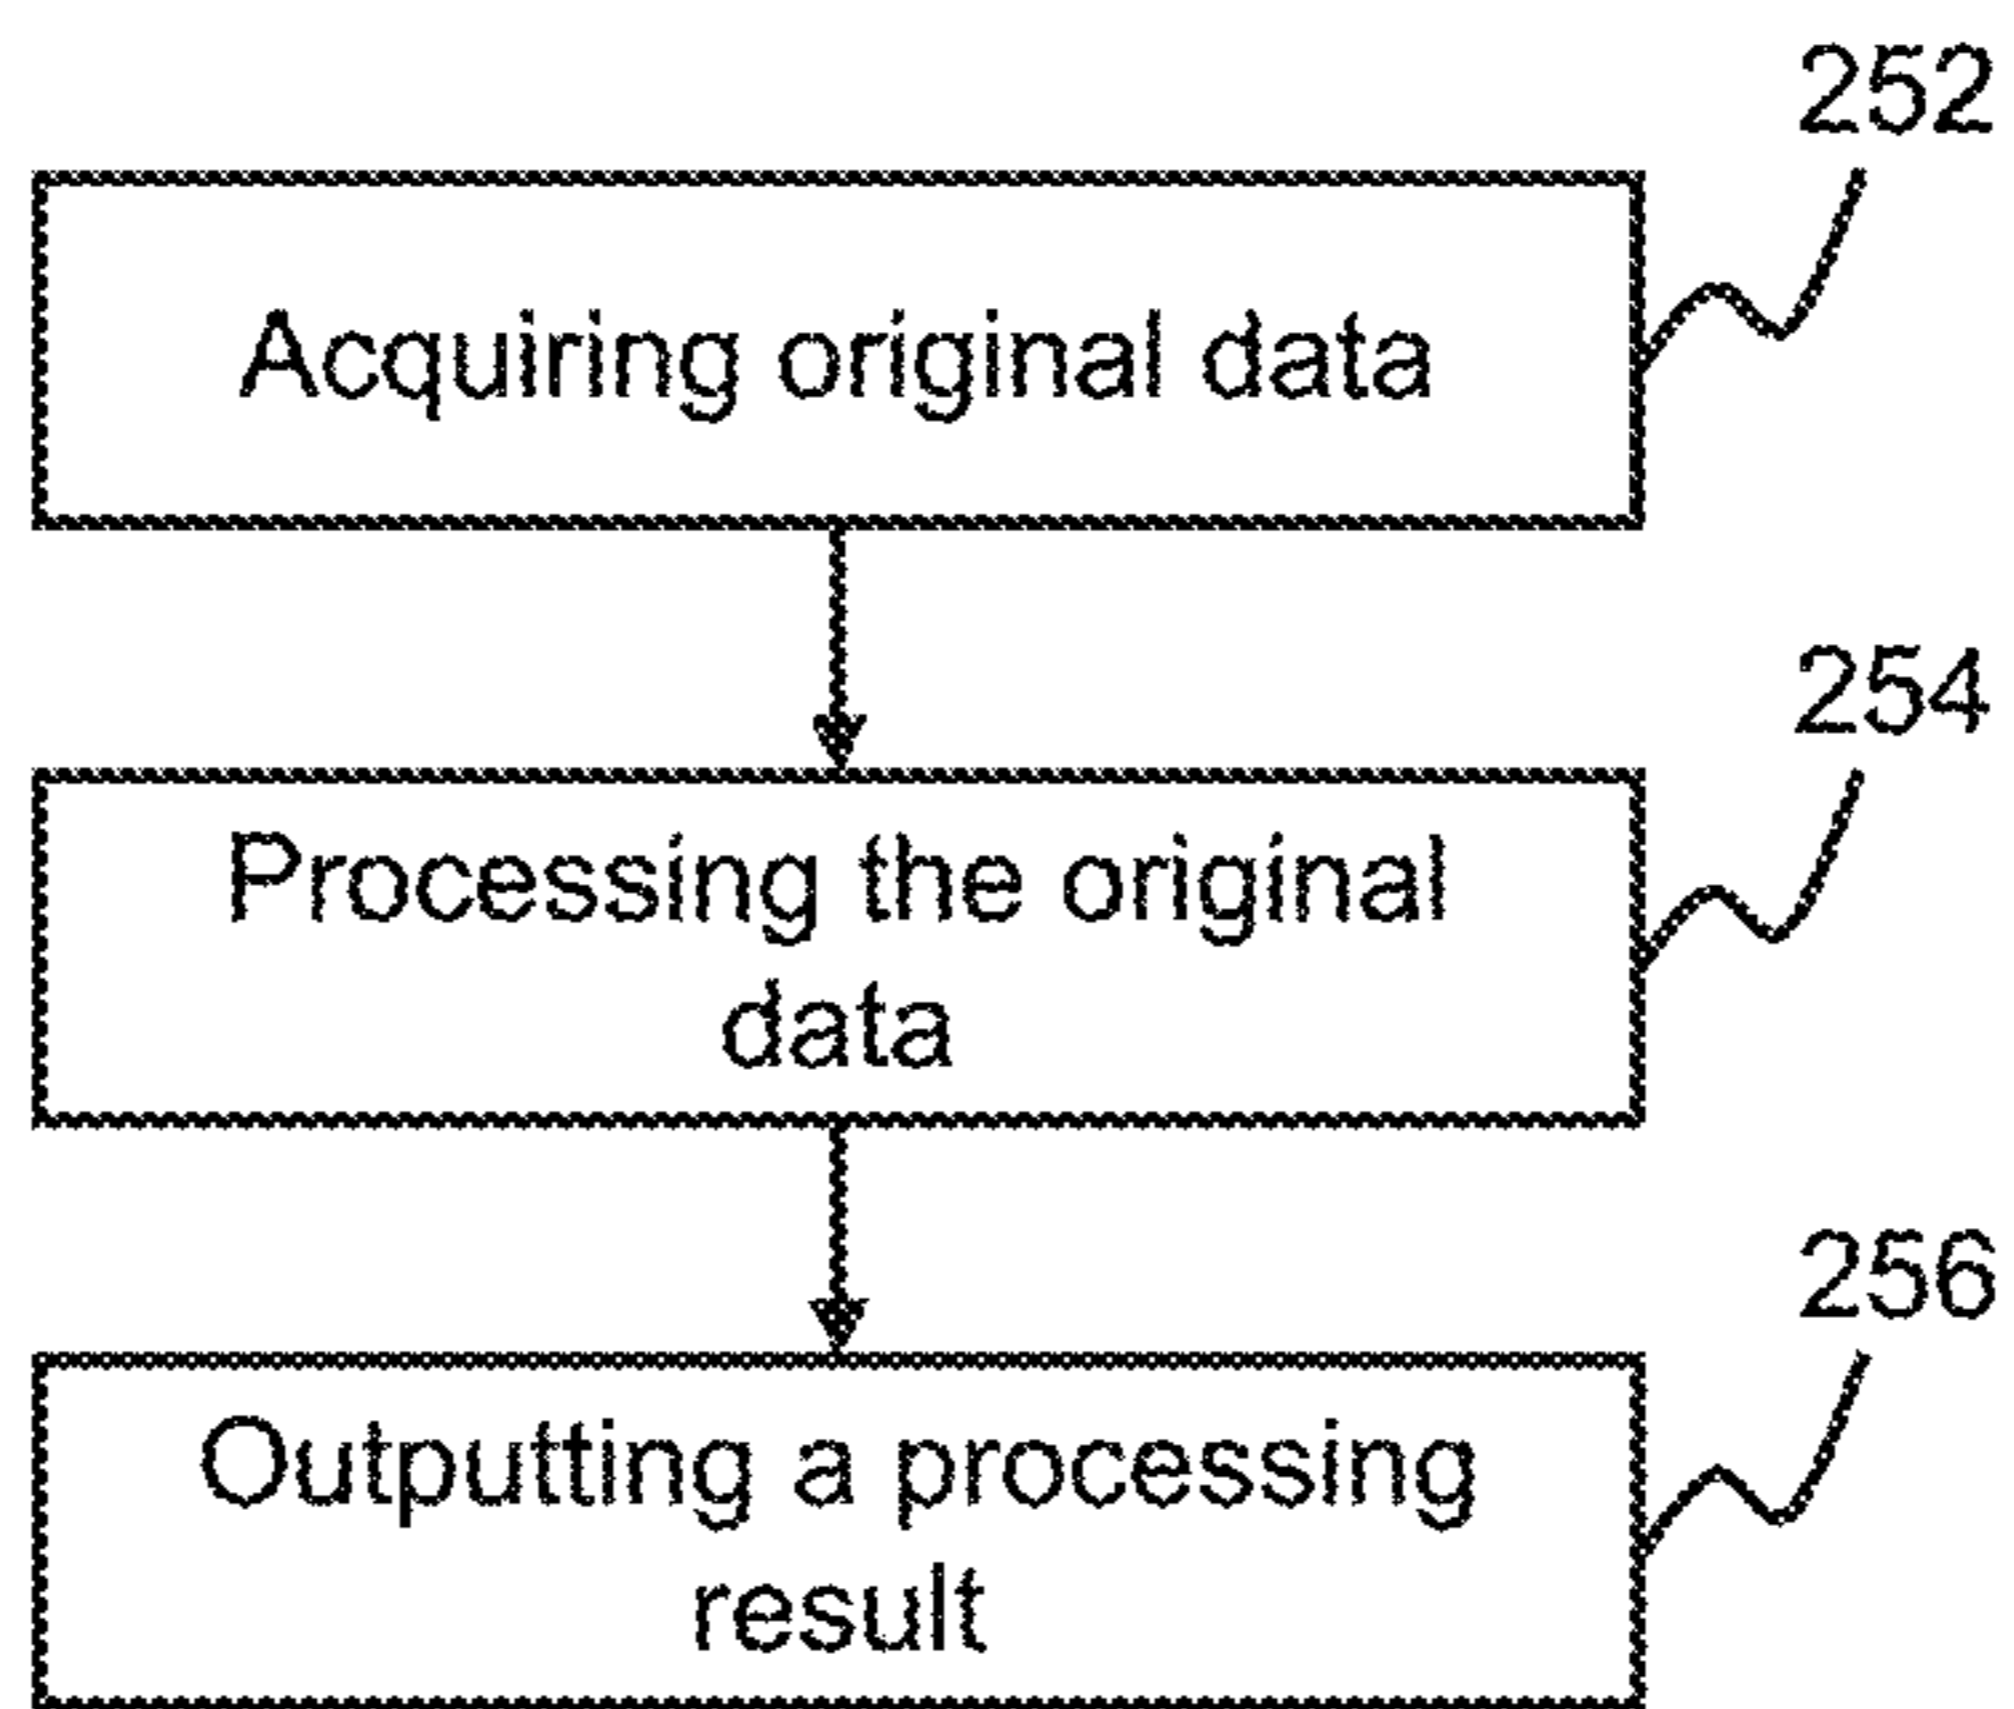 252
Acquiring original data
254
Processing the original
data
256
Outputting a processing
result